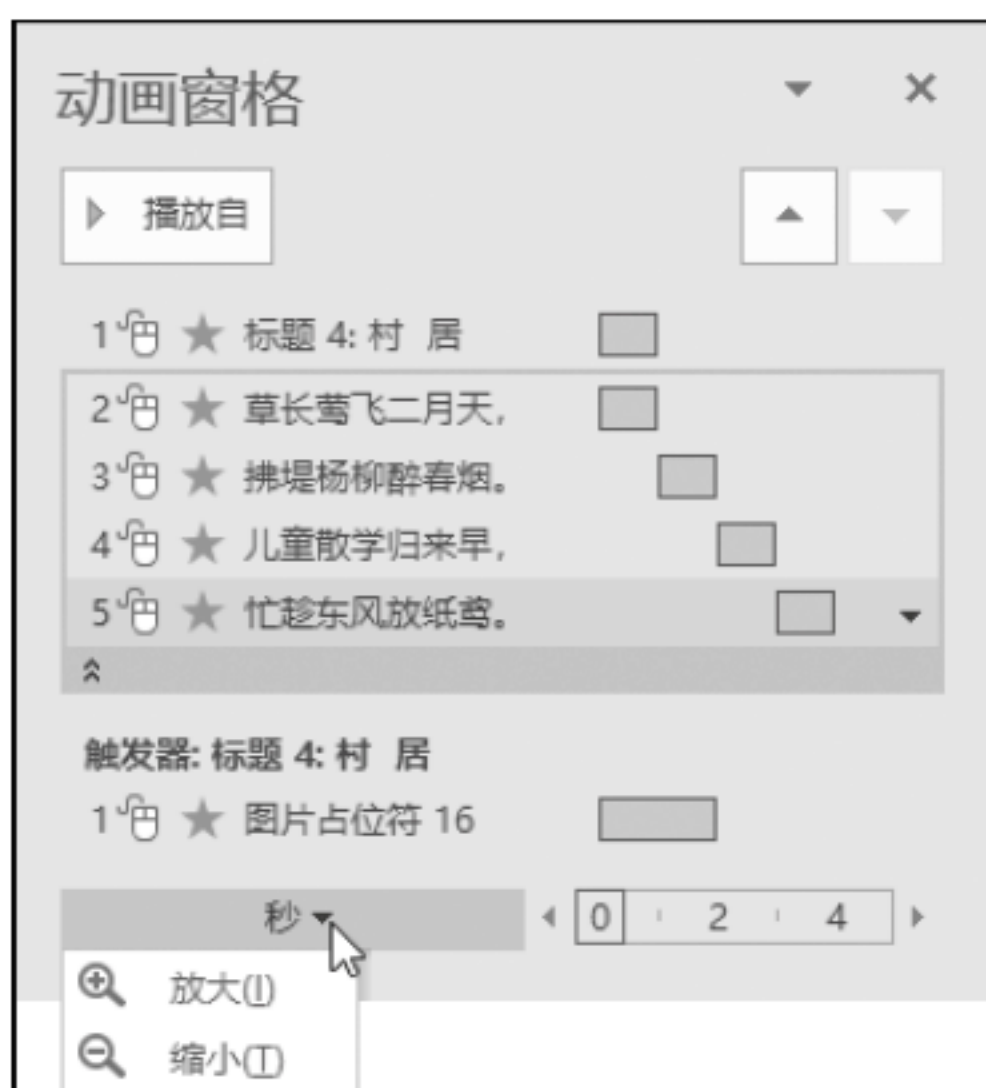 动画窗格
播放自
1 标题 4: 村 居
2 草长莺飞二月天，
3 拂堤杨柳醉春烟。
4 儿童散学归来早，
5 忙趁东风放纸鸢。
触发器: 标题 4: 村 居
1 图片占位符 16
秒 0 2 4
放大(I)
缩小(T)